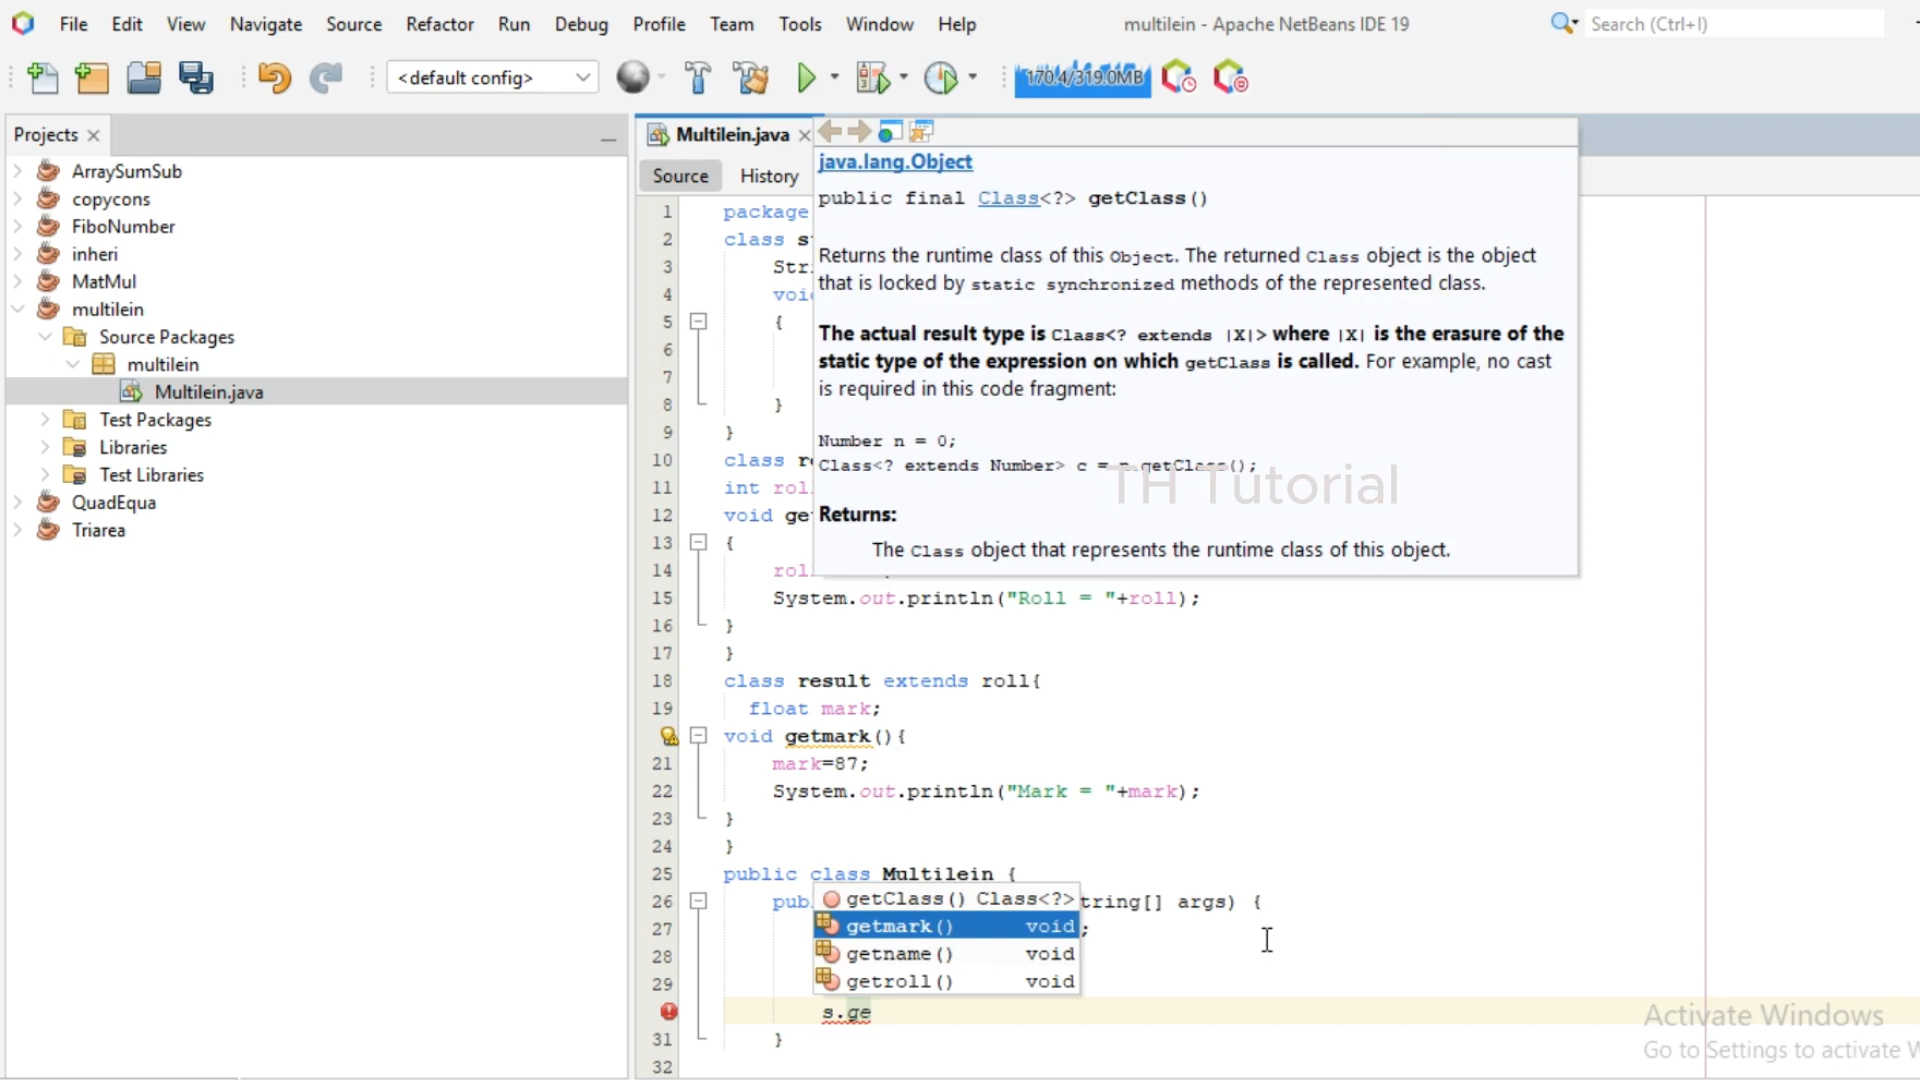 File Edit View Navigate Source Refactor Run Debug Profile Team Tools Window Help
multilein - Apache NetBeans IDE 19
Search (Ctrl+I)
<default config>
170.4/319.0MB
Projects
ArraySumSub
copycons
FiboNumber
inheri
MatMul
multilein
Source Packages
multilein
Multilein.java
Test Packages
Libraries
Test Libraries
QuadEqua
Triarea
Multilein.java
Source History
java.lang.Object
public final Class<?> getClass()
Returns the runtime class of this Object. The returned Class object is the object
that is locked by static synchronized methods of the represented class.
The actual result type is Class<? extends |X|> where |X| is the erasure of the
static type of the expression on which getClass is called. For example, no cast
is required in this code fragment:
Number n = 0;
Class<? extends Number> c = n.getClass();
TH Tutorial
Returns:
The Class object that represents the runtime class of this object.
1 package
2 class s
3 Stri
4 voi
5 {
6
7
8 }
9 }
10 class r
11 int rol
12 void ge
13 {
14 rol
15 System.out.println("Roll = "+roll);
16 }
17 }
18 class result extends roll{
19 float mark;
void getmark(){
21 mark=87;
22 System.out.println("Mark = "+mark);
23 }
24 }
25 public class Multilein {
26 pub tring[] args) {
27 ;
28
29
s.ge
31 }
32
getClass() Class<?>
getmark() void
getname() void
getroll() void
Activate Windows
Go to Settings to activate W